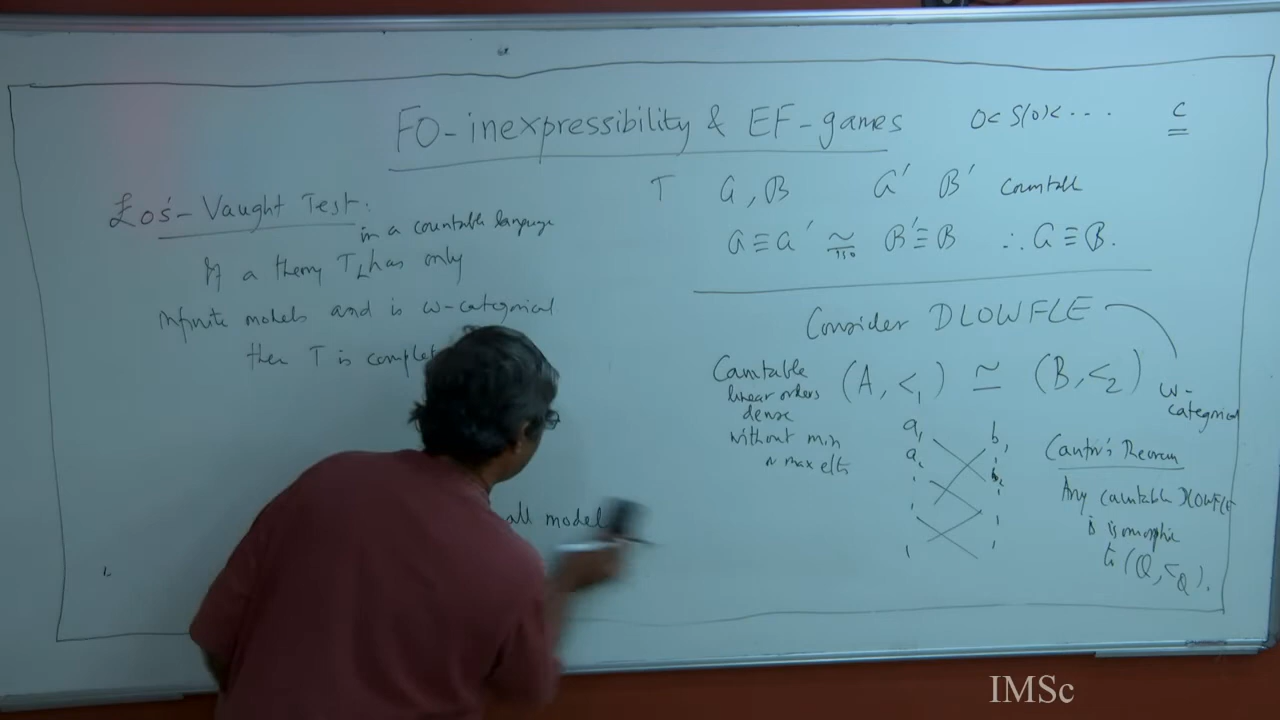 FO-inexpressibility & EF-games
0 < S(0) < .... c
Łoś-Vaught Test:
in a countable language
If a theory T_L has only
infinite models and is ω-categorical
then T is complet
all model
T A, B A' B' Countable
A ≡ A' ≅ B' ≡ B ∴ A ≡ B.
iso
Consider DLOWFLE
Countable
linear orders
dense
without min
max elts
(A, <₁) ≃ (B, <₂)
ω-
categorical
a₁ b₁
a₂ b₂
Cantor's Theorem
Any countable DLOWFLE
is isomorphic
to (Q, <_Q).
IMSc